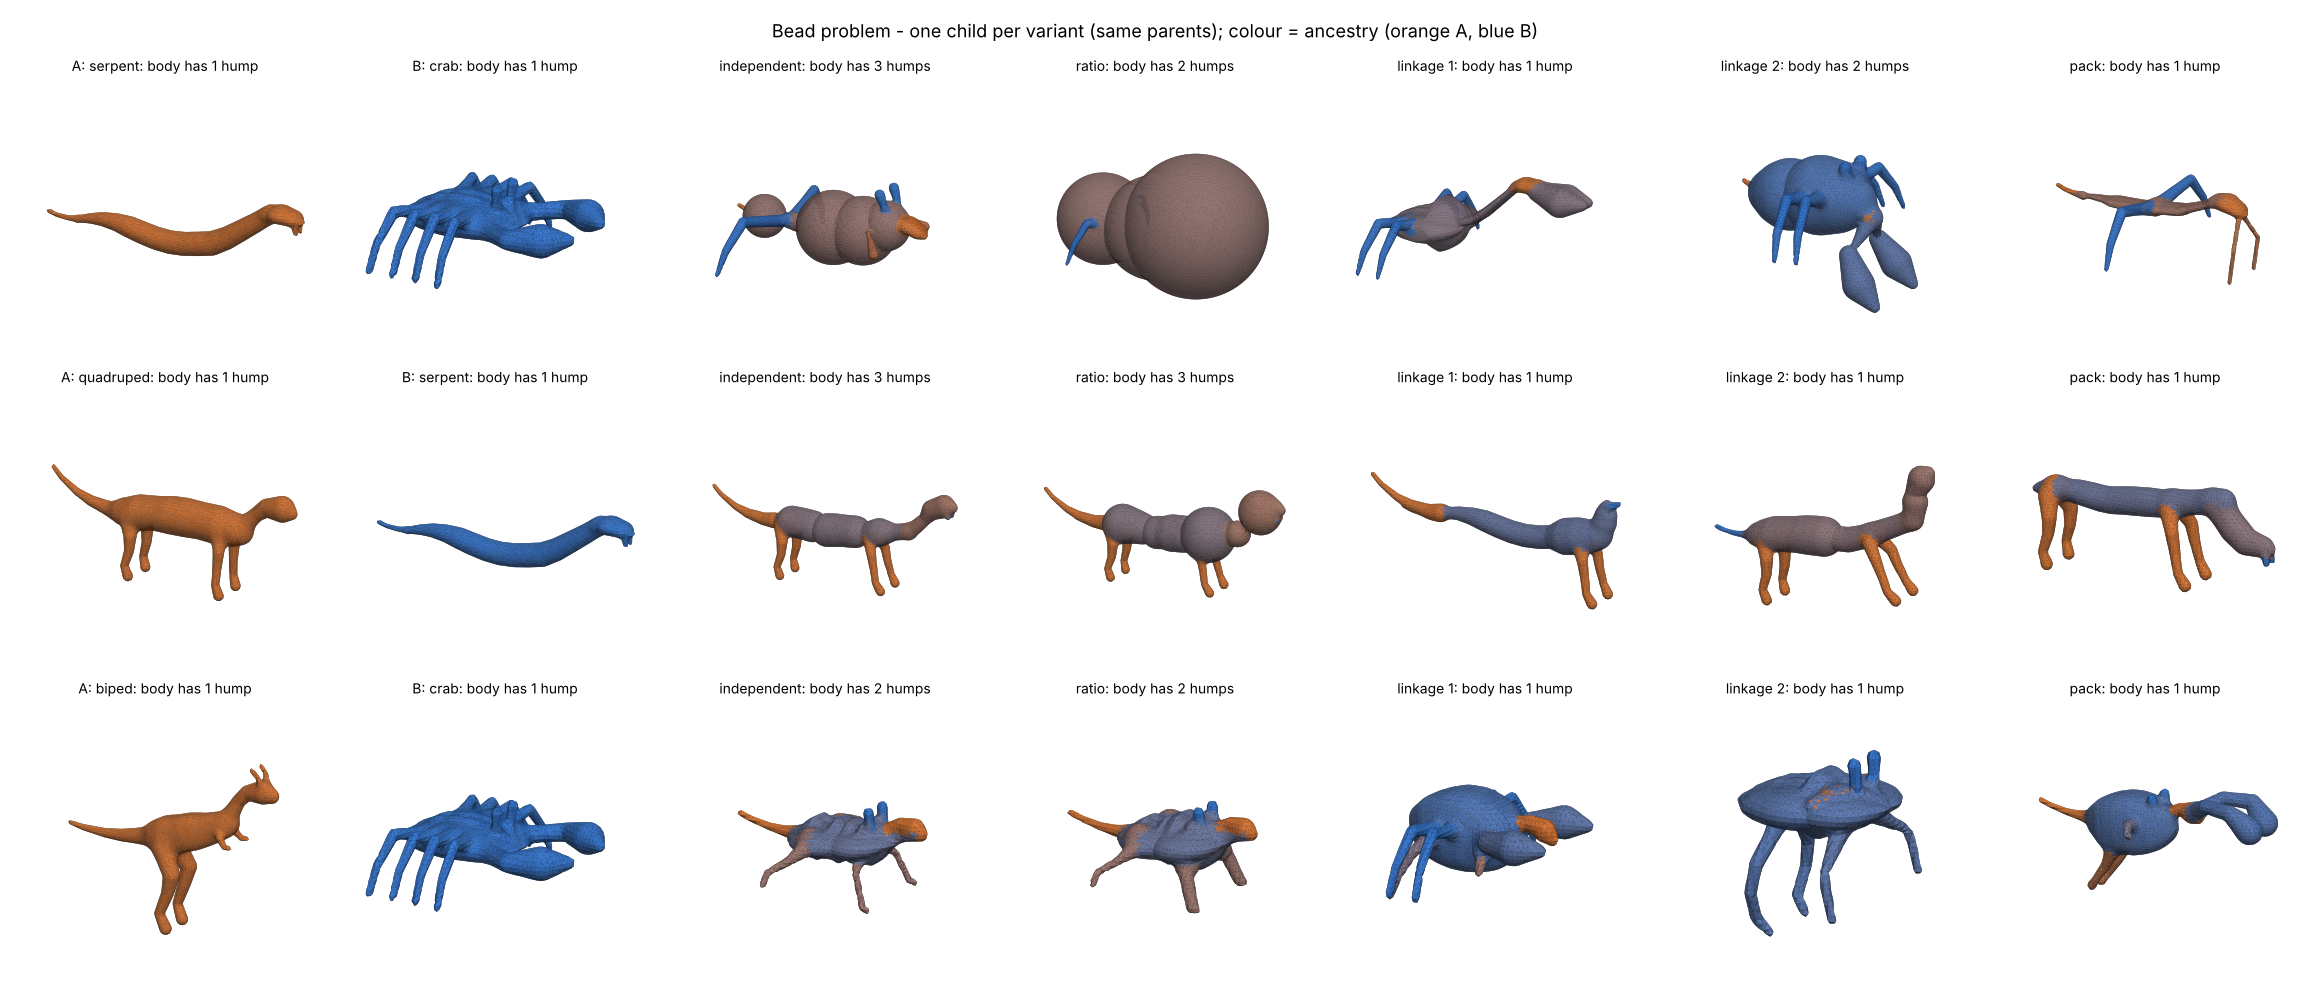 Bead problem - one child per variant (same parents); colour = ancestry (orange A, blue B)
A: serpent: body has 1 hump
B: crab: body has 1 hump
independent: body has 3 humps
ratio: body has 2 humps
linkage 1: body has 1 hump
linkage 2: body has 2 humps
pack: body has 1 hump
A: quadruped: body has 1 hump
B: serpent: body has 1 hump
independent: body has 3 humps
ratio: body has 3 humps
linkage 1: body has 1 hump
linkage 2: body has 1 hump
pack: body has 1 hump
A: biped: body has 1 hump
B: crab: body has 1 hump
independent: body has 2 humps
ratio: body has 2 humps
linkage 1: body has 1 hump
linkage 2: body has 1 hump
pack: body has 1 hump